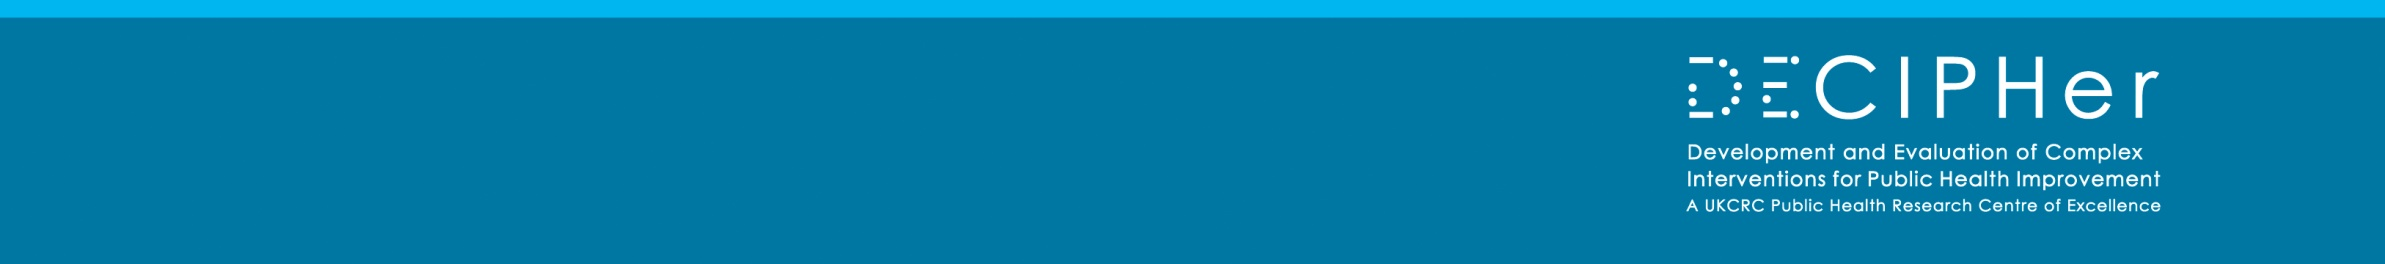 DECIPHer
Development and Evaluation of Complex
Interventions for Public Health Improvement
A UKCRC Public Health Research Centre of Excellence